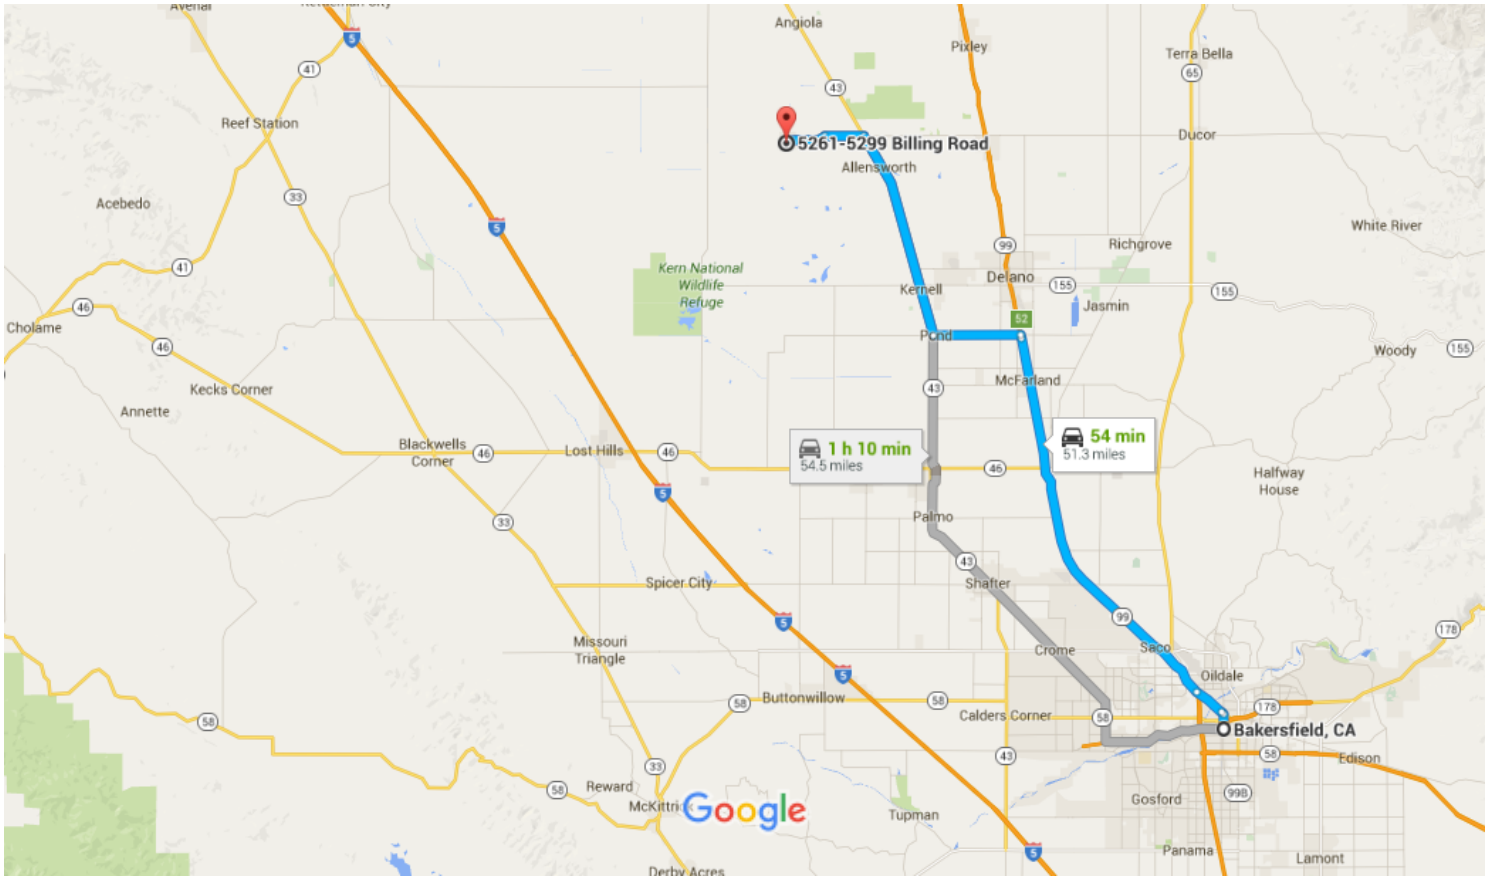 Avenal
Kettleman City
Angiola
Pixley
Terra Bella
5
41
43
65
Reef Station
Ducor
5261-5299 Billing Road
Allensworth
33
Acebedo
5
White River
99
Richgrove
41
Kern National
Wildlife
Refuge
Delano
Kernell
155
155
46
Jasmin
52
Cholame
Pond
46
Woody
155
McFarland
Kecks Corner
43
Annette
54 min
51.3 miles
1 h 10 min
54.5 miles
Blackwells
Corner
46
Lost Hills
46
46
Halfway
House
5
33
Palmo
43
Shafter
Spicer City
99
5
178
Missouri
Triangle
Crome
Saco
5
Oildale
Buttonwillow
58
58
178
58
Calders Corner
58
Bakersfield, CA
43
58
Edison
33
Reward
58
99B
Gosford
McKittrick
Google
Tupman
5
Panama
Lamont
Derby Acres